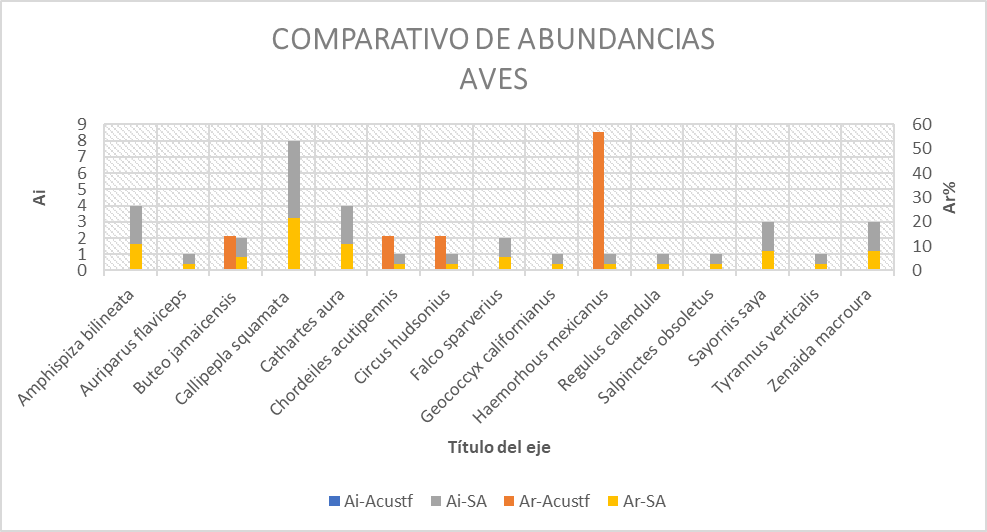 COMPARATIVO DE ABUNDANCIAS
AVES
9
8
7
6
5
4
3
2
1
0
Ai
60
50
40
30
20
10
0
Ar%
Amphispiza bilineata
Auriparus flaviceps
Buteo jamaicensis
Callipepla squamata
Cathartes aura
Chordeiles acutipennis
Circus hudsonius
Falco sparverius
Geococcyx californianus
Haemorhous mexicanus
Regulus calendula
Salpinctes obsoletus
Sayornis saya
Tyrannus verticalis
Zenaida macroura
Título del eje
Ai-Acustf
Ai-SA
Ar-Acustf
Ar-SA